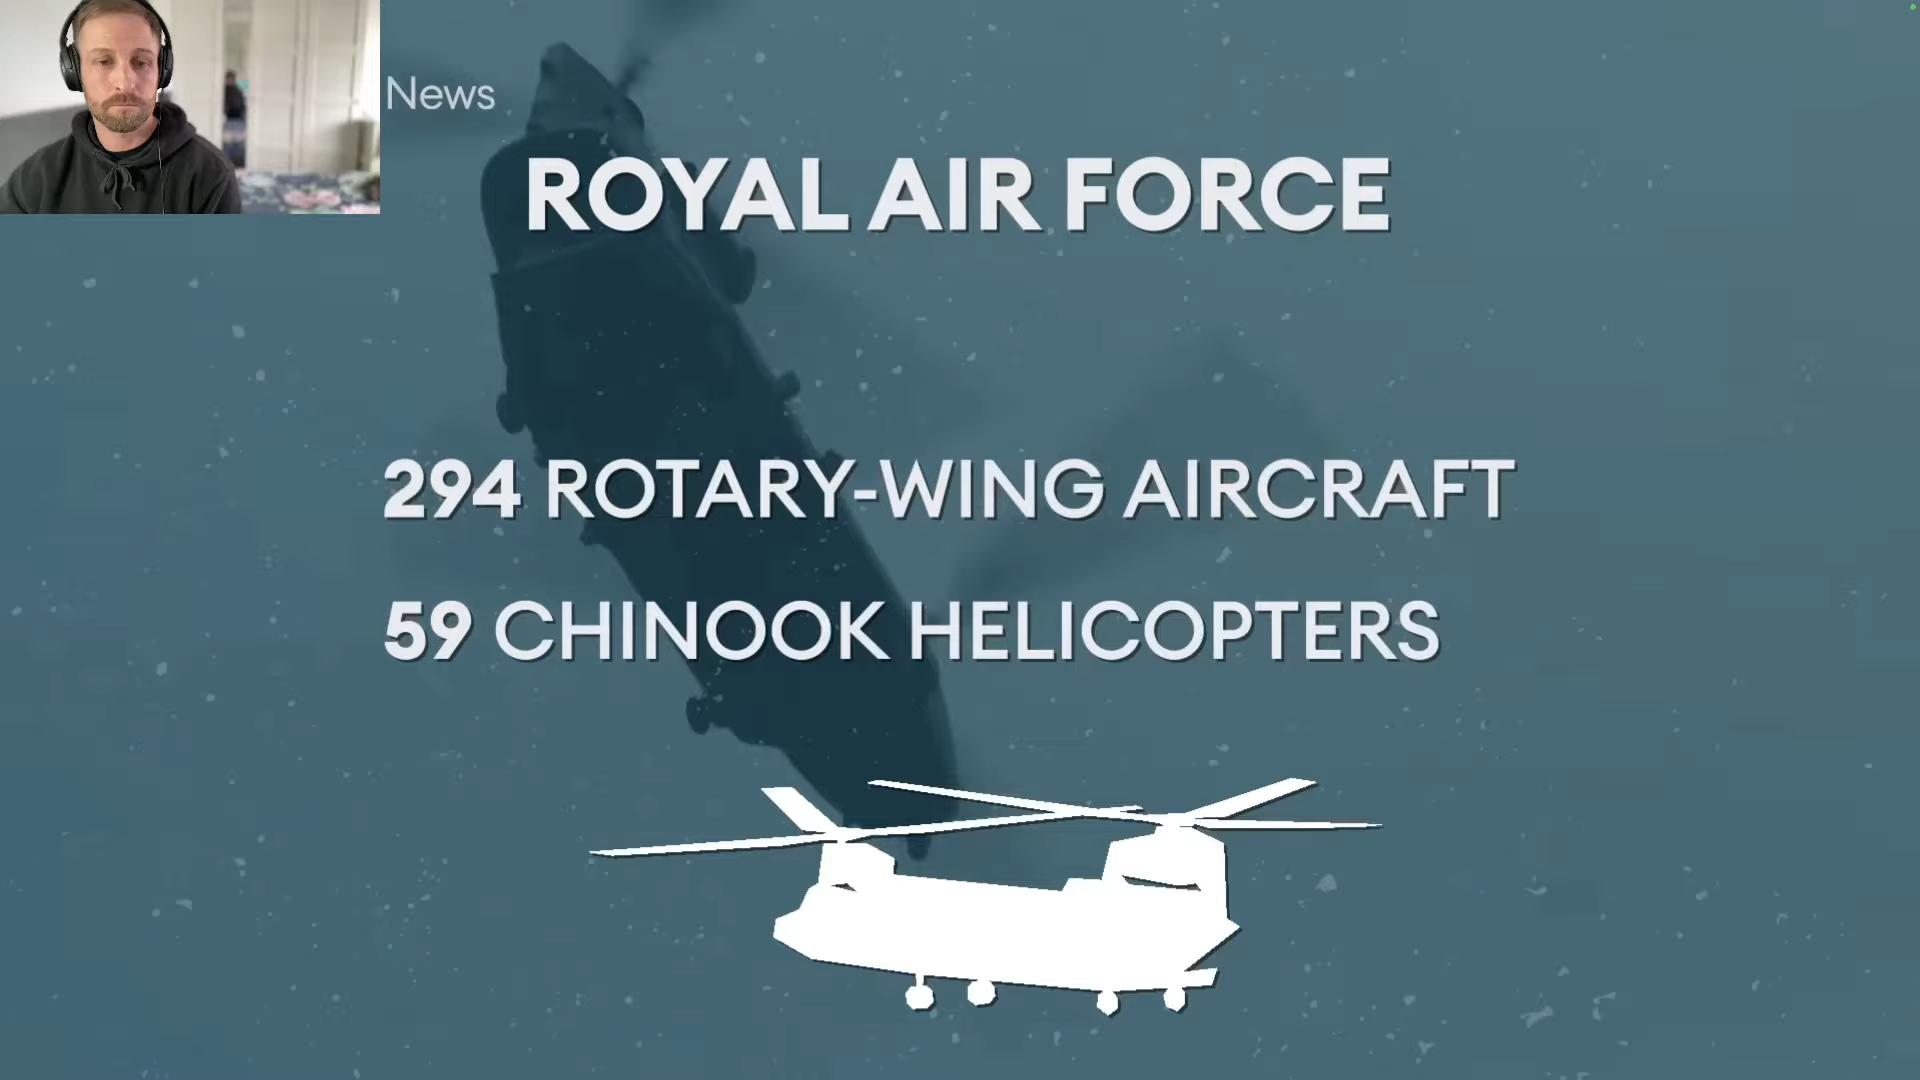 News
ROYAL AIR FORCE
294 ROTARY-WING AIRCRAFT
59 CHINOOK HELICOPTERS